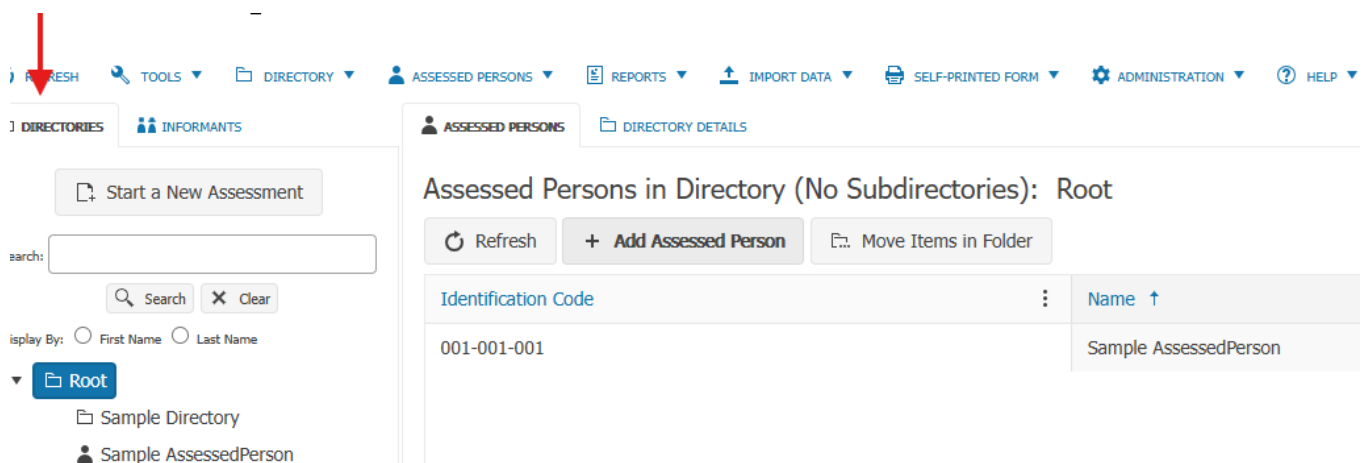 REFRESH TOOLS DIRECTORY ASSESSED PERSONS REPORTS IMPORT DATA SELF-PRINTED FORM ADMINISTRATION HELP
DIRECTORIES INFORMANTS ASSESSED PERSONS DIRECTORY DETAILS
Start a New Assessment
Assessed Persons in Directory (No Subdirectories): Root
Refresh + Add Assessed Person Move Items in Folder
earch:
Search Clear
Identification Code Name ↑
isplay By: First Name Last Name
001-001-001 Sample AssessedPerson
Root
Sample Directory
Sample AssessedPerson